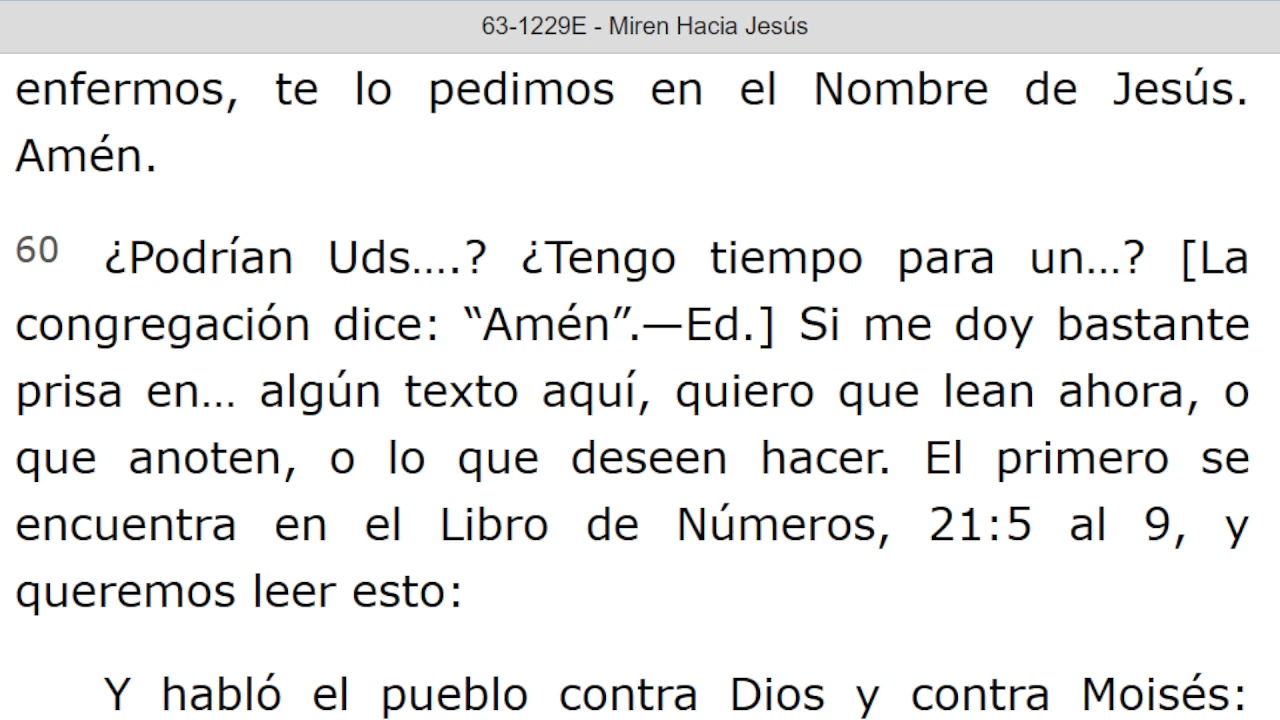 63-1229E - Miren Hacia Jesús
enfermos, te lo pedimos en el Nombre de Jesús.
Amén.
60 ¿Podrían Uds....? ¿Tengo tiempo para un...? [La
congregación dice: “Amén”.—Ed.] Si me doy bastante
prisa en... algún texto aquí, quiero que lean ahora, o
que anoten, o lo que deseen hacer. El primero se
encuentra en el Libro de Números, 21:5 al 9, y
queremos leer esto:
Y habló el pueblo contra Dios y contra Moisés: